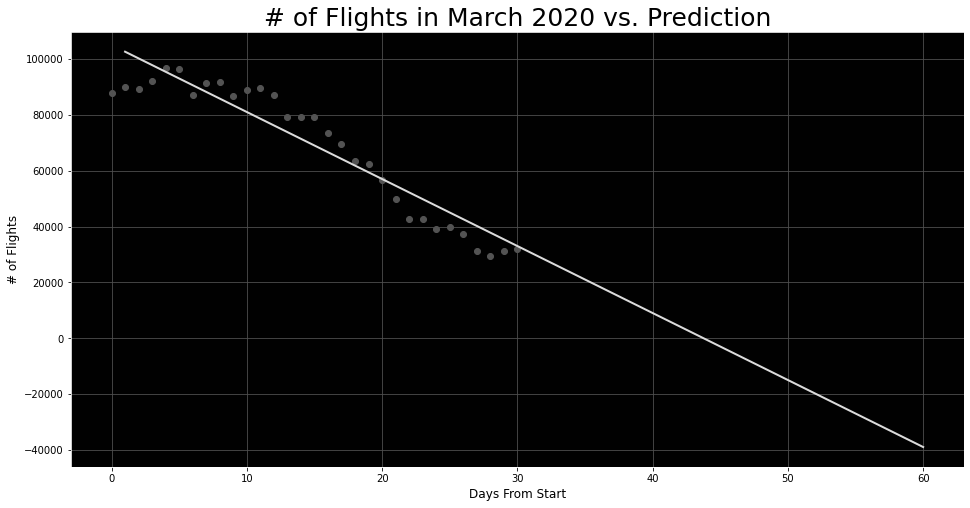 # of Flights in March 2020 vs. Prediction
100000
80000
60000
40000
20000
0
−20000
−40000
# of Flights
0 10 20 30 40 50 60
Days From Start